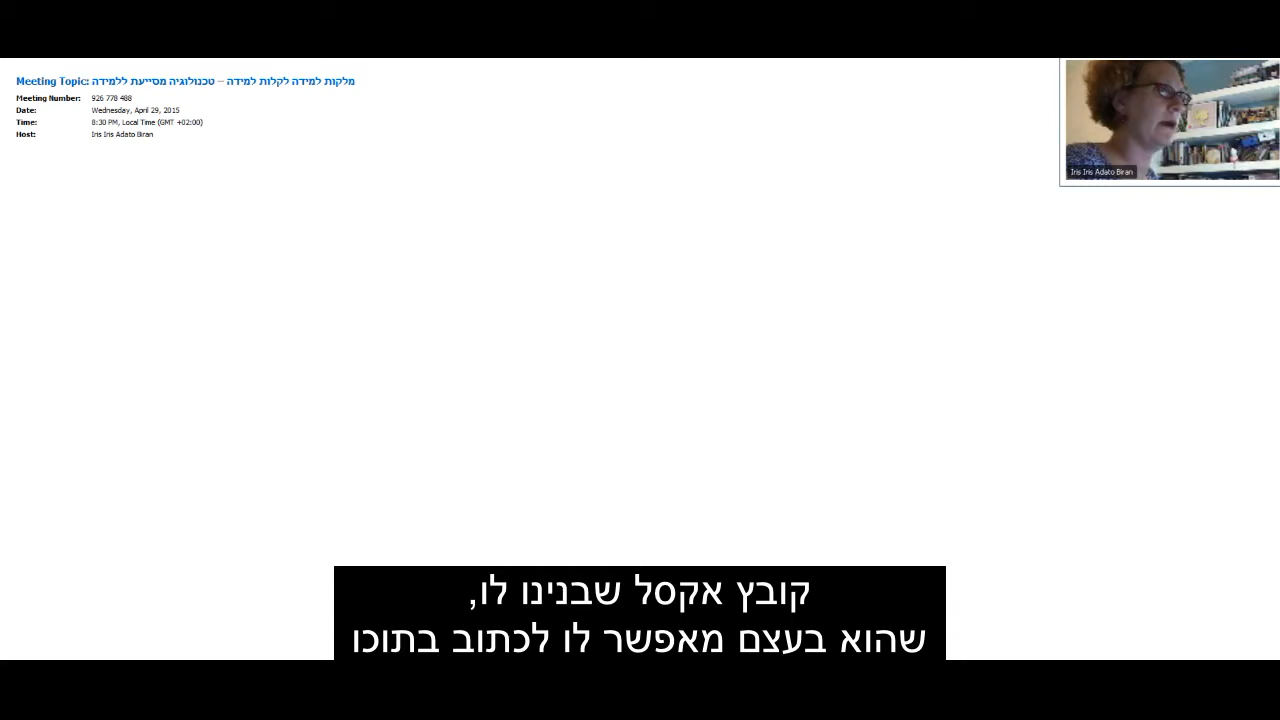 Meeting Topic: מלקות למידה לקלות למידה – טכנולוגיה מסייעת ללמידה
Meeting Number: 926 778 488
Date: Wednesday, April 29, 2015
Time: 8:30 PM, Local Time (GMT +02:00)
Host: Iris Iris Adato Biran
Iris Iris Adato Biran
קובץ אקסל שבנינו לו,
שהוא בעצם מאפשר לו לכתוב בתוכו